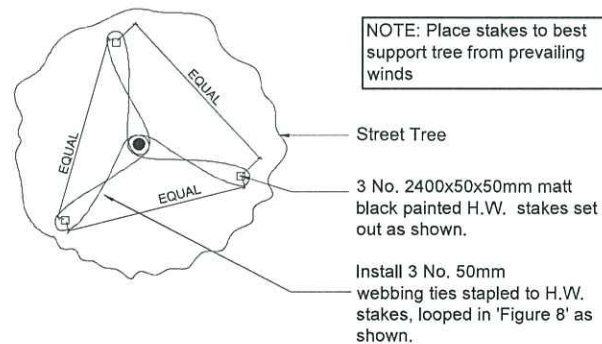 NOTE: Place stakes to best
support tree from prevailing
winds
EQUAL
EQUAL
EQUAL
Street Tree
3 No. 2400x50x50mm matt
black painted H.W. stakes set
out as shown.
Install 3 No. 50mm
webbing ties stapled to H.W.
stakes, looped in 'Figure 8' as
shown.